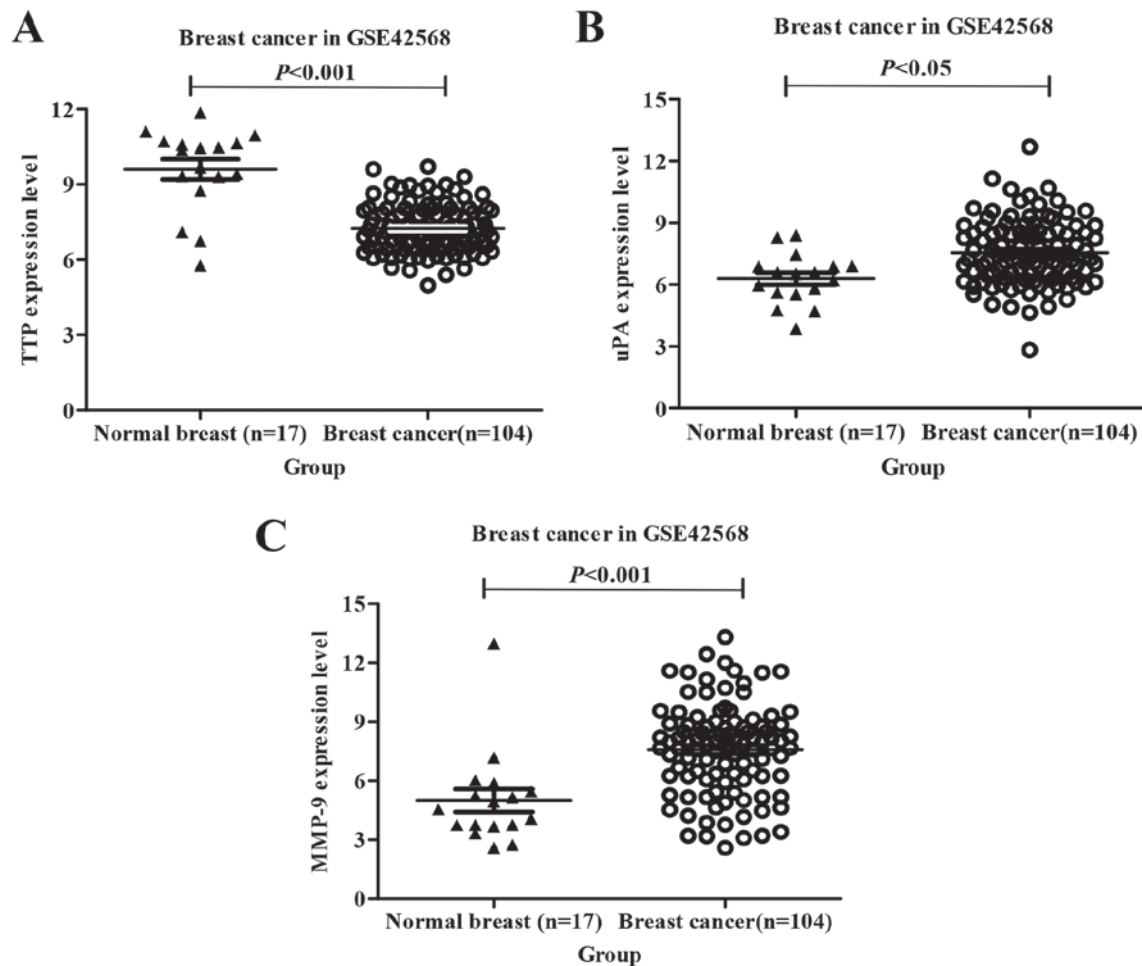 A
Breast cancer in GSE42568
P<0.001
12
9
6
3
0
TTP expression level
Normal breast (n=17)
Breast cancer(n=104)
Group
B
Breast cancer in GSE42568
P<0.05
15
12
9
6
3
0
uPA expression level
Normal breast (n=17)
Breast cancer(n=104)
Group
C
Breast cancer in GSE42568
P<0.001
15
12
9
6
3
0
MMP-9 expression level
Normal breast (n=17)
Breast cancer(n=104)
Group